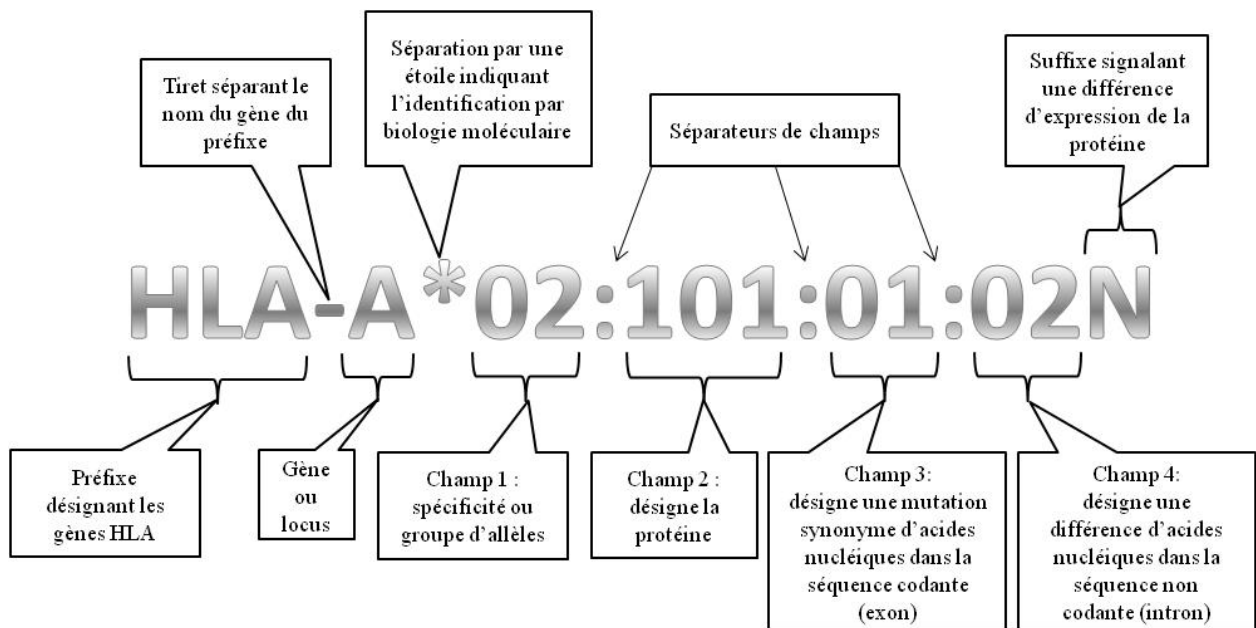 Tiret séparant le
nom du gène du
préfixe
Séparation par une
étoile indiquant
l’identification par
biologie moléculaire
Séparateurs de champs
Suffixe signalant
une différence
d’expression de la
protéine
HLA-A*02:101:01:02N
Préfixe
désignant les
gènes HLA
Gène
ou
locus
Champ 1 :
spécificité ou
groupe d’allèles
Champ 2 :
désigne la
protéine
Champ 3:
désigne une mutation
synonyme d’acides
nucléiques dans la
séquence codante
(exon)
Champ 4:
désigne une
différence d’acides
nucléiques dans la
séquence non
codante (intron)